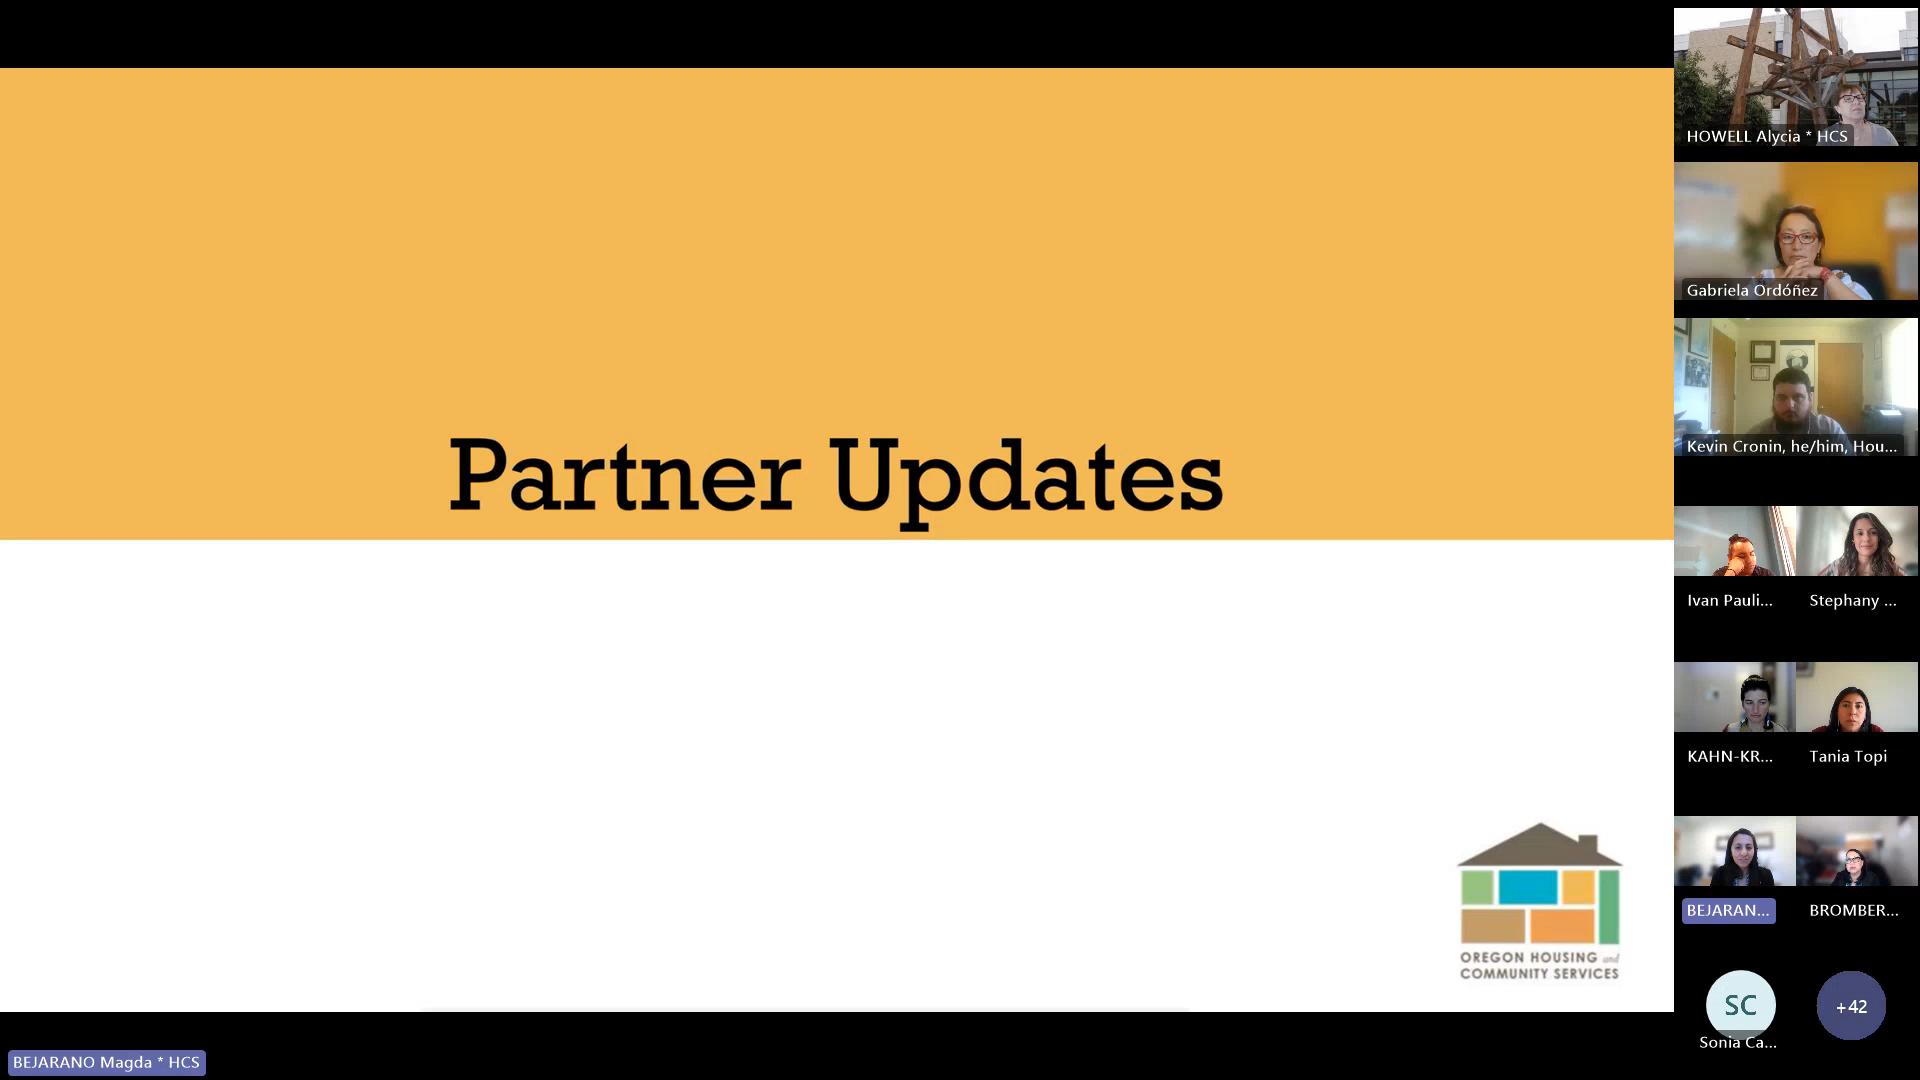 Partner Updates
OREGON HOUSING and
COMMUNITY SERVICES
BEJARANO Magda * HCS
HOWELL Alycia * HCS
Gabriela Ordóñez
Kevin Cronin, he/him, Hou...
Ivan Pauli...
Stephany ...
KAHN-KR...
Tania Topi
BEJARAN...
BROMBER...
SC
Sonia Ca...
+42